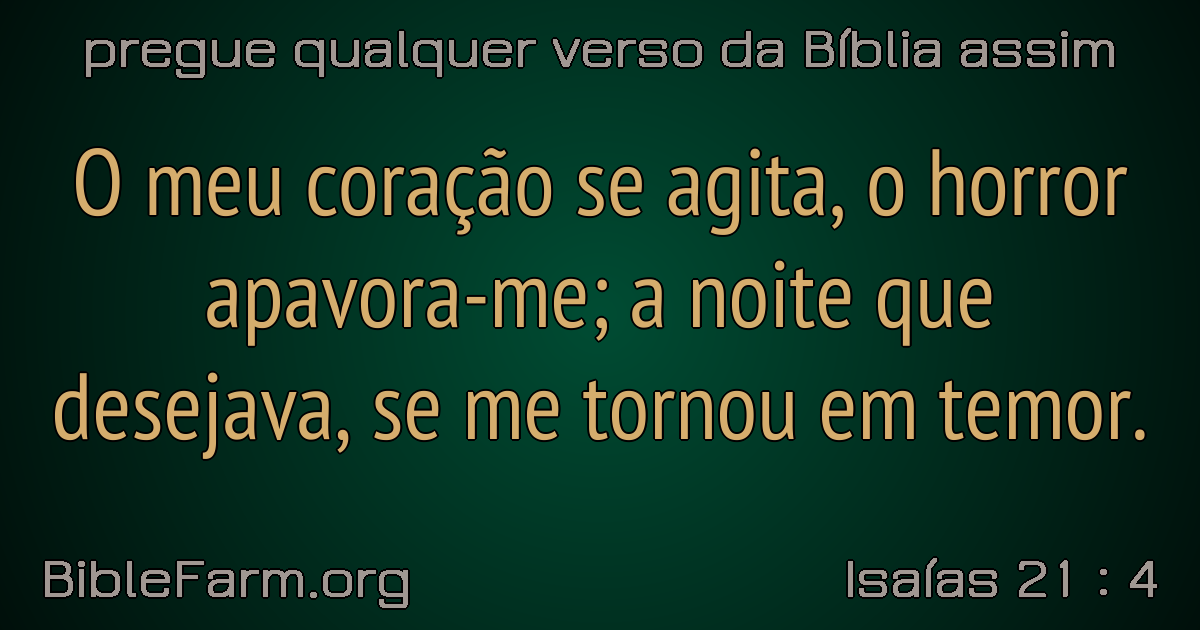 pregue qualquer verso da Bíblia assim
O meu coração se agita, o horror
apavora-me; a noite que
desejava, se me tornou em temor.
BibleFarm.org
Isaías 21 : 4